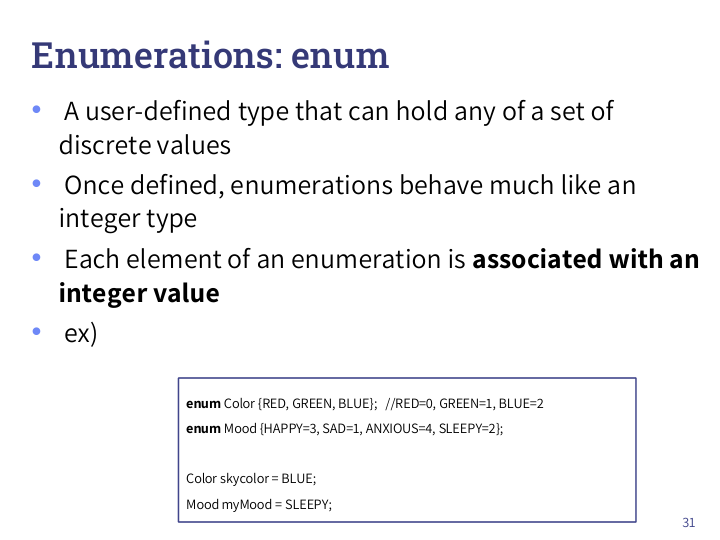 Enumerations: enum
• A user-defined type that can hold any of a set of
discrete values
• Once defined, enumerations behave much like an
integer type
• Each element of an enumeration is associated with an
integer value
• ex)
enum Color {RED, GREEN, BLUE};  //RED=0, GREEN=1, BLUE=2
enum Mood {HAPPY=3, SAD=1, ANXIOUS=4, SLEEPY=2};
Color skycolor = BLUE;
Mood myMood = SLEEPY;
31